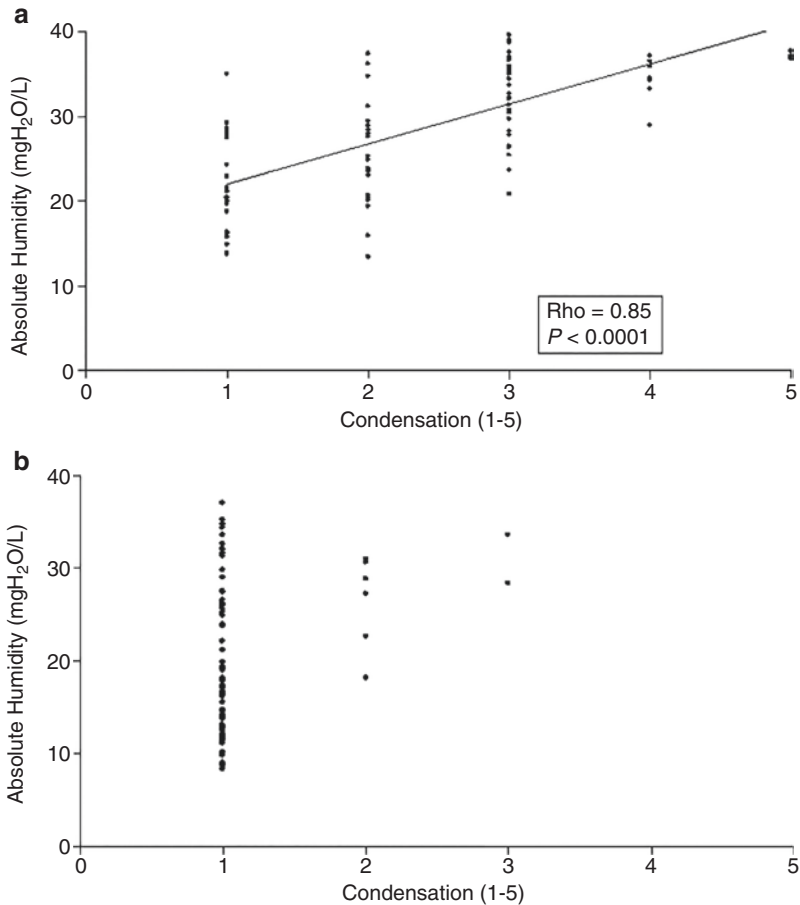 a
40
30
20
10
0
Absolute Humidity (mgH₂O/L)
Rho = 0.85
P < 0.0001
0 1 2 3 4 5
Condensation (1-5)
b
40
30
20
10
0
Absolute Humidity (mgH₂O/L)
0 1 2 3 4 5
Condensation (1-5)